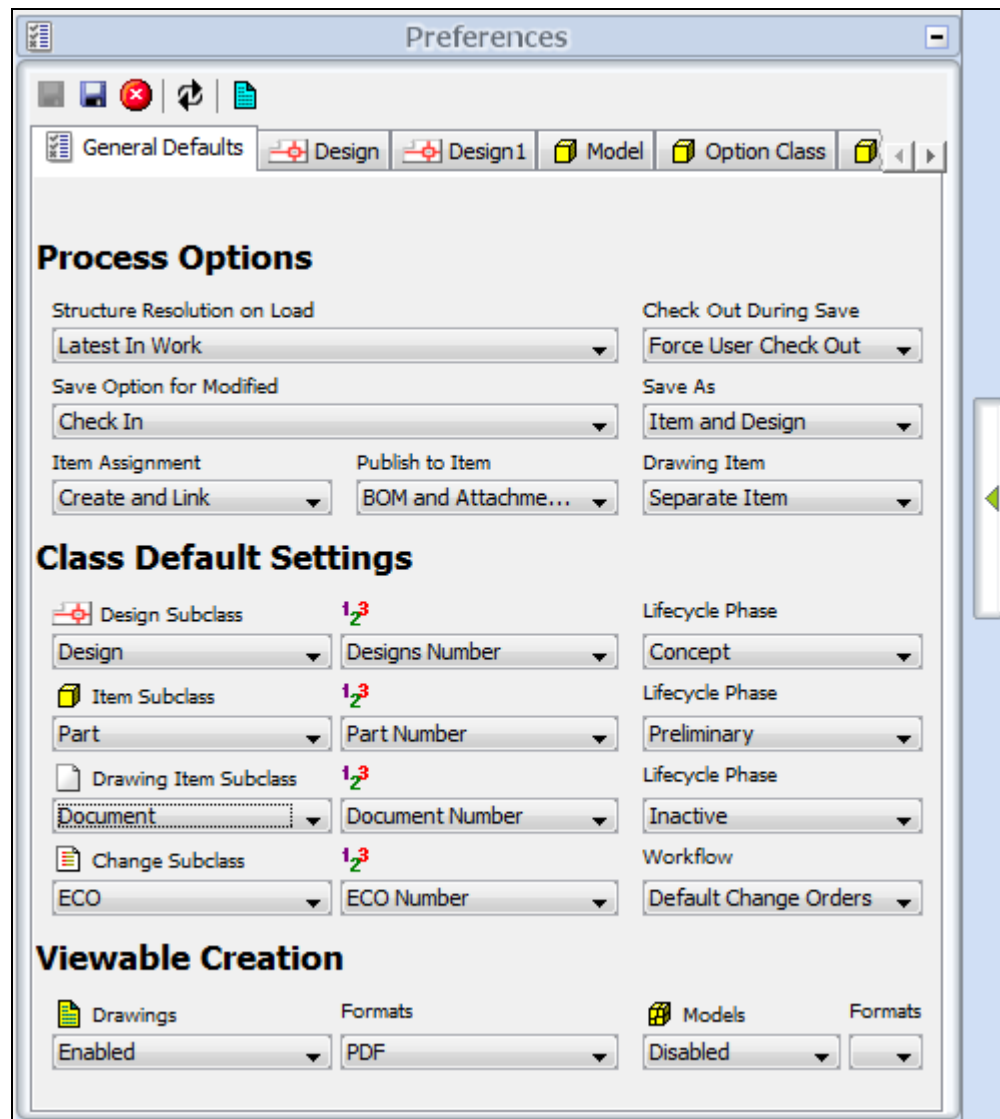 Preferences
General Defaults Design Design1 Model Option Class
Process Options
Structure Resolution on Load Check Out During Save
Latest In Work Force User Check Out
Save Option for Modified Save As
Check In Item and Design
Item Assignment Publish to Item Drawing Item
Create and Link BOM and Attachme... Separate Item
Class Default Settings
Design Subclass 123 Lifecycle Phase
Design Designs Number Concept
Item Subclass 123 Lifecycle Phase
Part Part Number Preliminary
Drawing Item Subclass 123 Lifecycle Phase
Document Document Number Inactive
Change Subclass 123 Workflow
ECO ECO Number Default Change Orders
Viewable Creation
Drawings Formats Models Formats
Enabled PDF Disabled